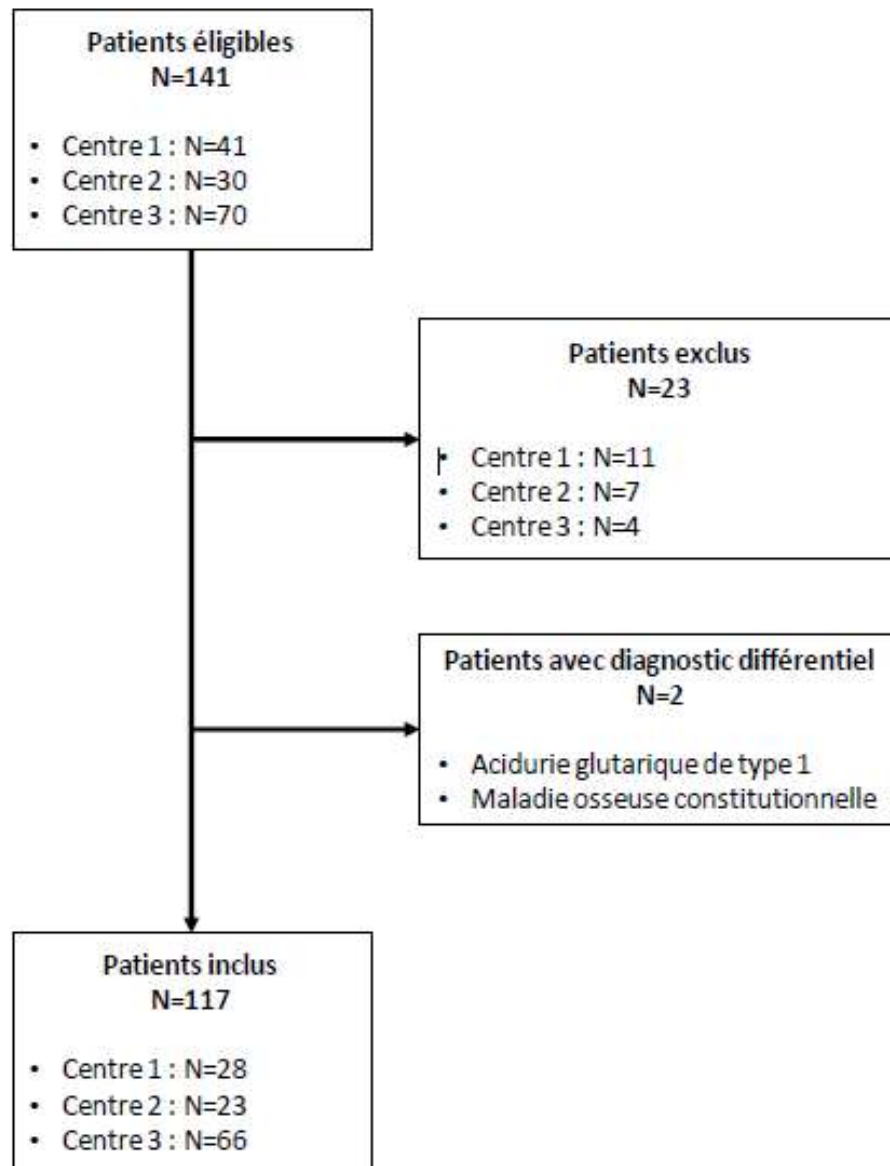 Patients éligibles
N=141
• Centre 1 : N=41
• Centre 2 : N=30
• Centre 3 : N=70
Patients exclus
N=23
• Centre 1 : N=11
• Centre 2 : N=7
• Centre 3 : N=4
Patients avec diagnostic différentiel
N=2
• Acidurie glutarique de type 1
• Maladie osseuse constitutionnelle
Patients inclus
N=117
• Centre 1 : N=28
• Centre 2 : N=23
• Centre 3 : N=66